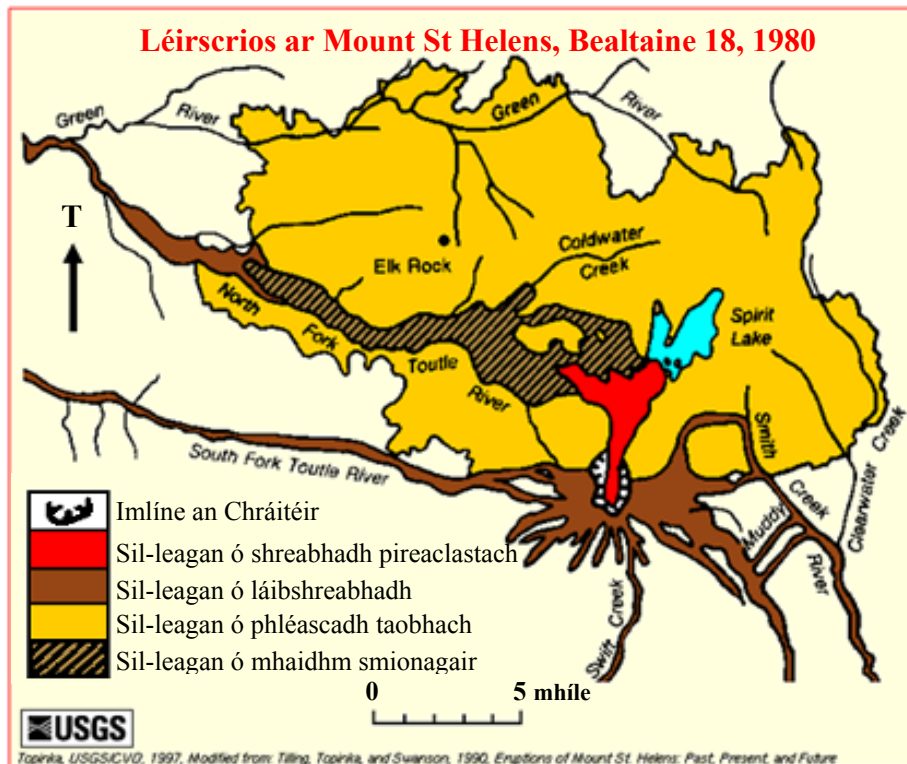 Léirscrios ar Mount St Helens, Bealtaine 18, 1980
Green
River
Green
River
T
Elk Rock
Coldwater
Creek
North
Fork
Toutle
River
Spirit
Lake
South Fork Toutle River
Smith
Creek
Muddy
River
Clearwater Creek
Swift Creek
Imlíne an Chráitéir
Sil-leagan ó shreabhadh pireaclastach
Sil-leagan ó láibshreabhadh
Sil-leagan ó phléascadh taobhach
Sil-leagan ó mhaidhm smionagair
0 5 mhíle
USGS
Topinka, USGS/CVO, 1997, Modified from: Tilling, Topinka, and Swanson, 1990, Eruptions of Mount St. Helens: Past, Present, and Future